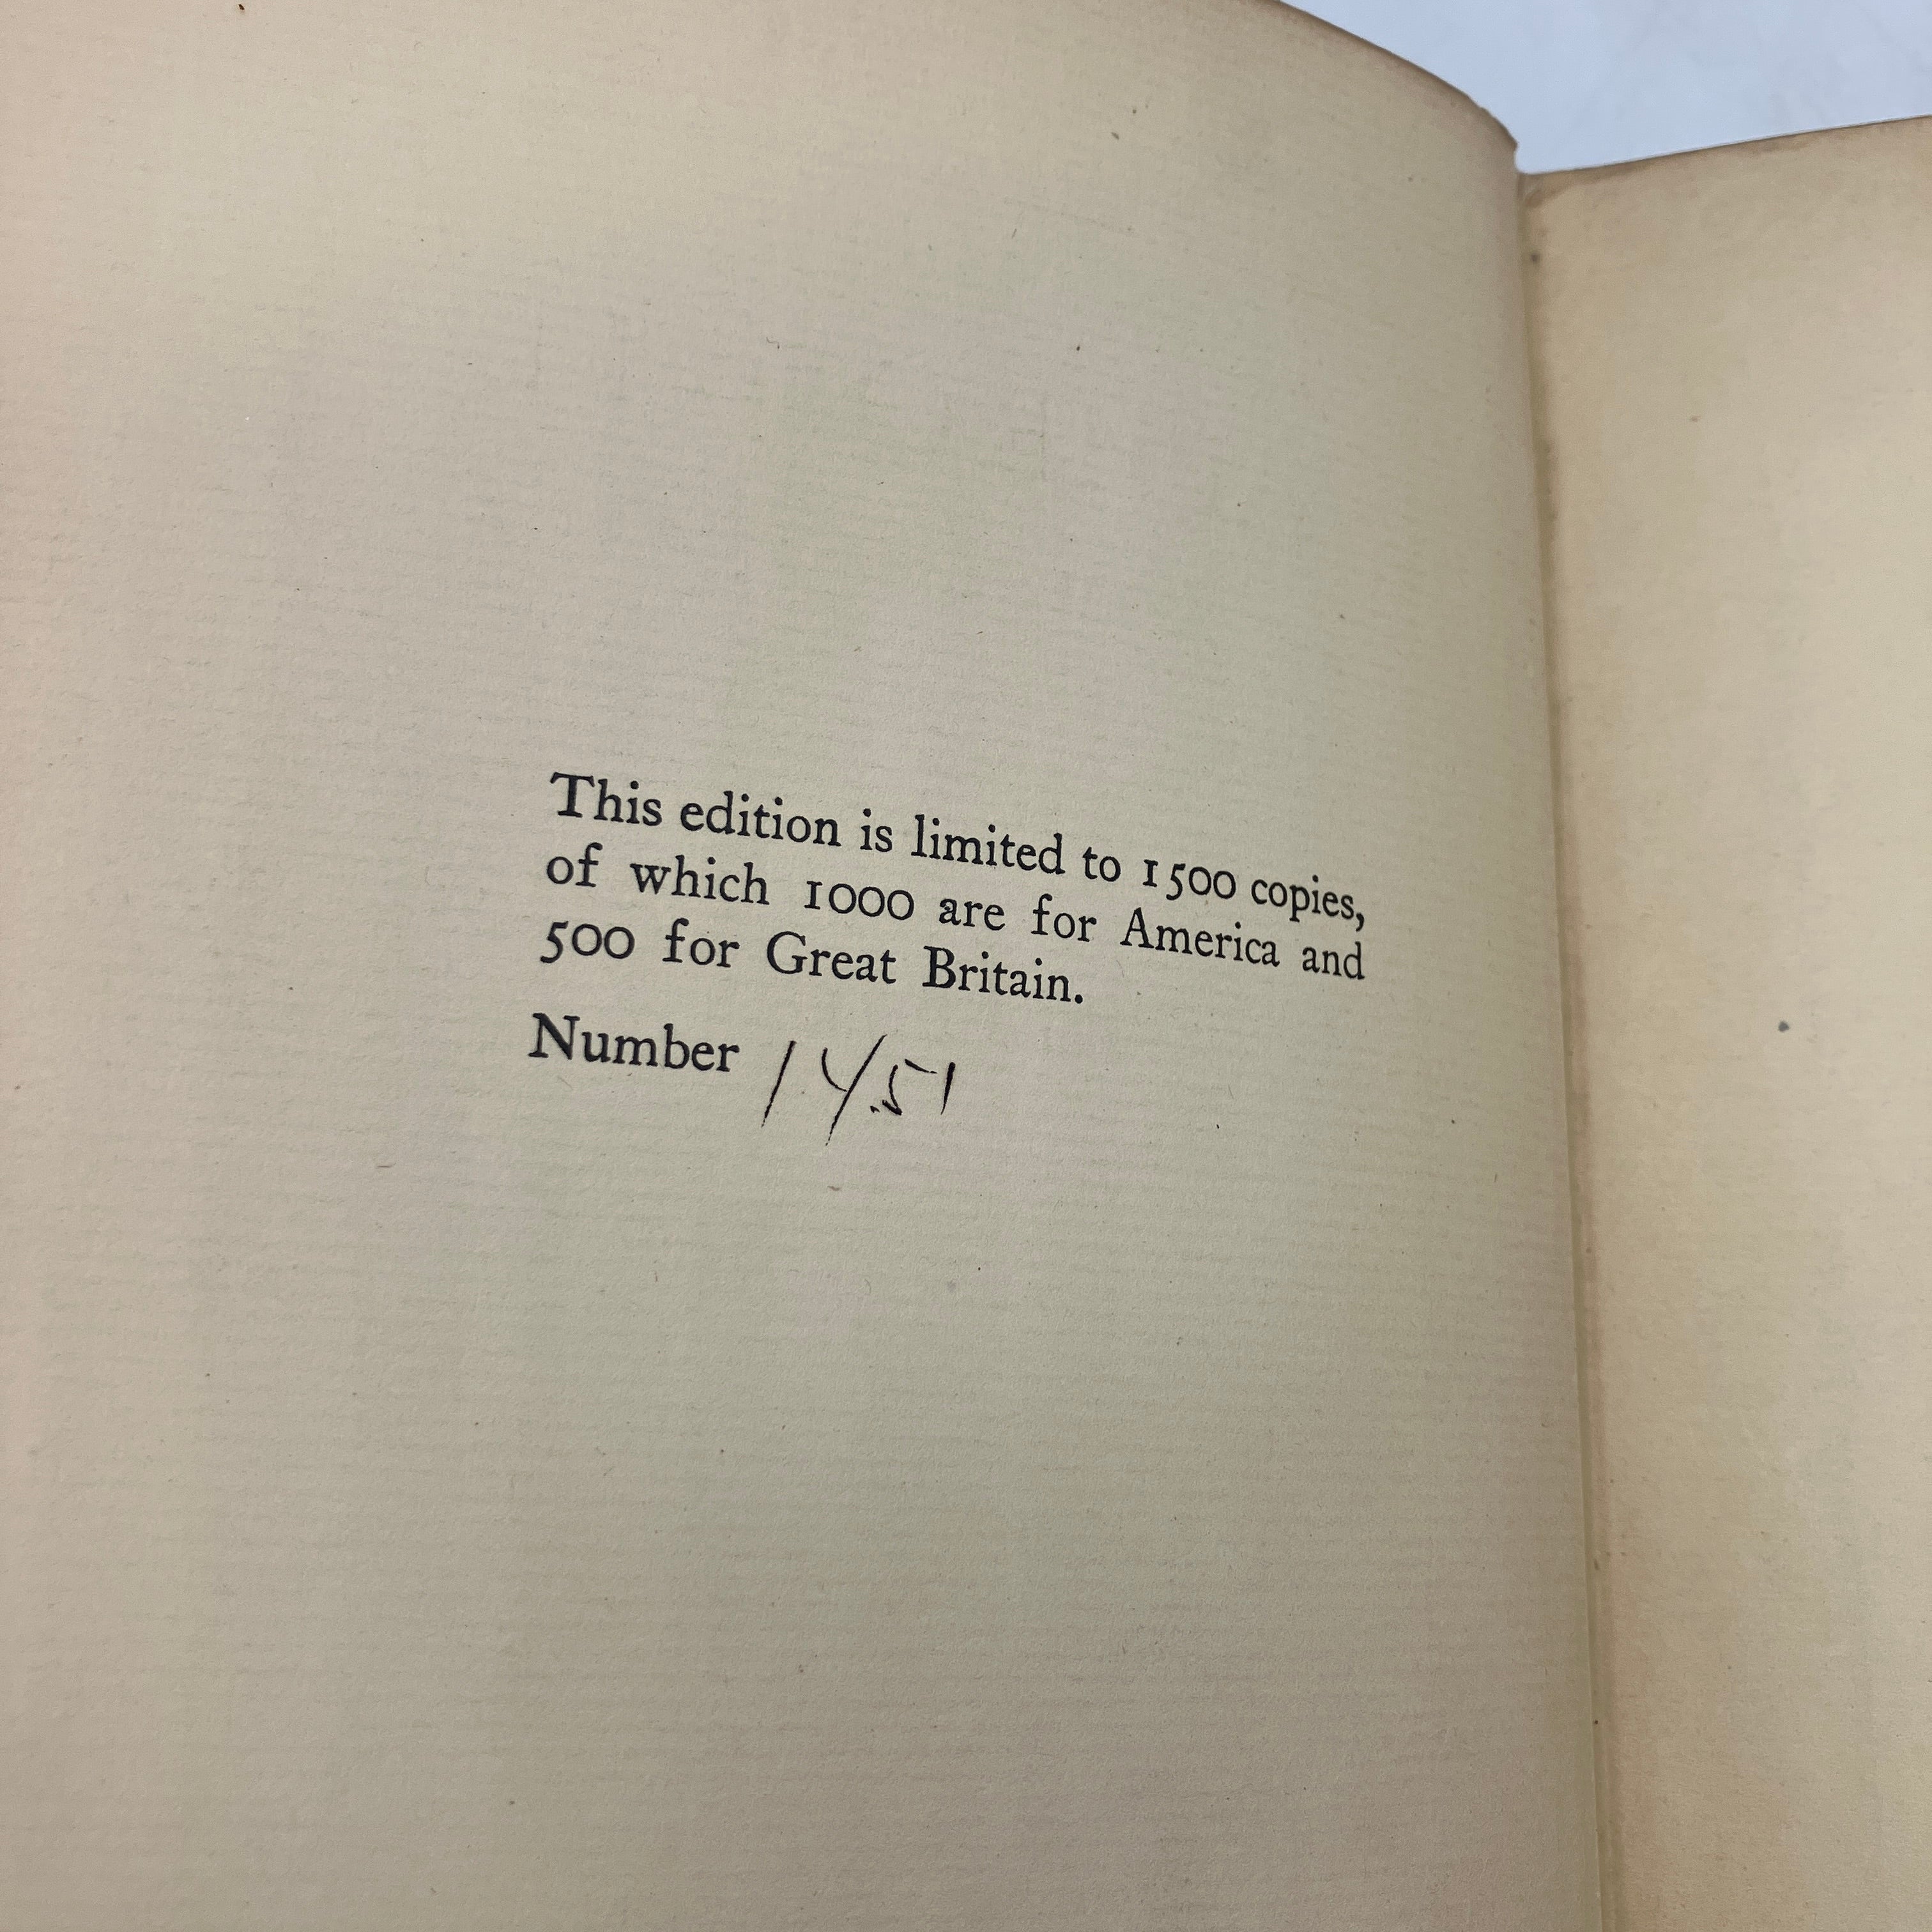 This edition is limited to 1500 copies,
of which 1000 are for America and
500 for Great Britain.
Number 1451